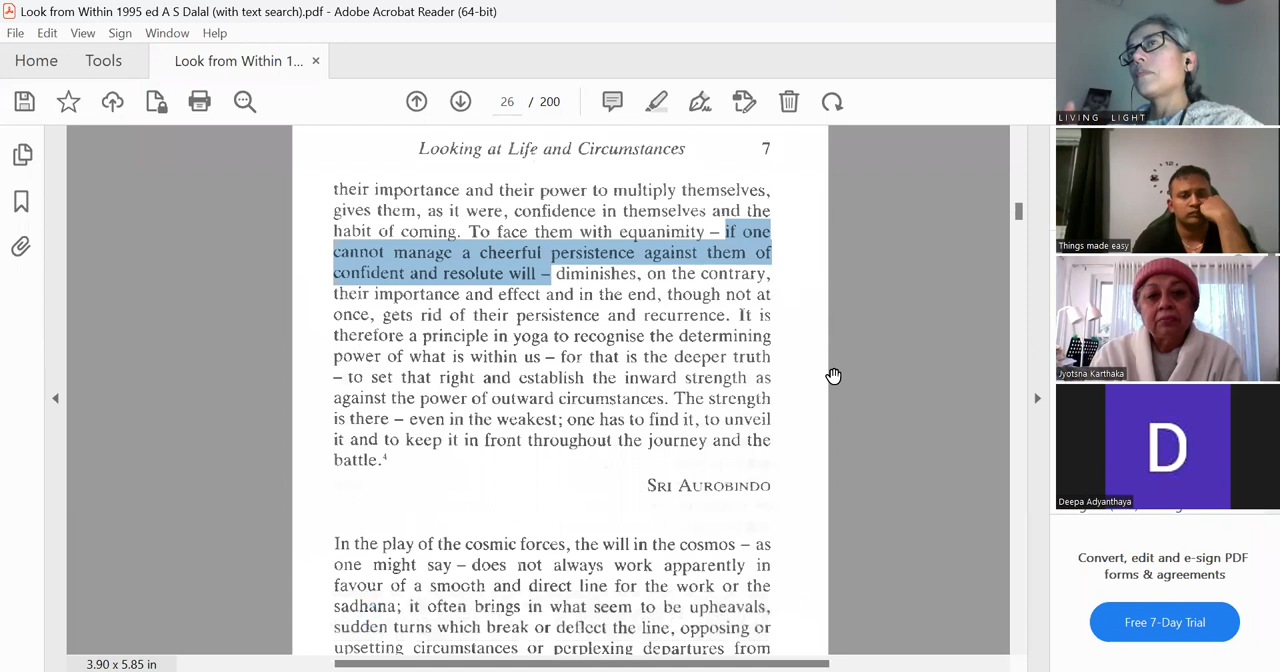 Look from Within 1995 ed A S Dalal (with text search).pdf - Adobe Acrobat Reader (64-bit)
File Edit View Sign Window Help
Home Tools Look from Within 1... ×
26 / 200
Looking at Life and Circumstances 7
their importance and their power to multiply themselves,
gives them, as it were, confidence in themselves and the
habit of coming. To face them with equanimity – if one
cannot manage a cheerful persistence against them of
confident and resolute will – diminishes, on the contrary,
their importance and effect and in the end, though not at
once, gets rid of their persistence and recurrence. It is
therefore a principle in yoga to recognise the determining
power of what is within us – for that is the deeper truth
– to set that right and establish the inward strength as
against the power of outward circumstances. The strength
is there – even in the weakest; one has to find it, to unveil
it and to keep it in front throughout the journey and the
battle.⁴
SRI AUROBINDO
In the play of the cosmic forces, the will in the cosmos – as
one might say – does not always work apparently in
favour of a smooth and direct line for the work or the
sadhana; it often brings in what seem to be upheavals,
sudden turns which break or deflect the line, opposing or
upsetting circumstances or perplexing departures from
3.90 x 5.85 in
LIVING LIGHT
Things made easy
Jyotsna Karthaka
D
Deepa Adyanthaya
Convert, edit and e-sign PDF
forms & agreements
Free 7-Day Trial